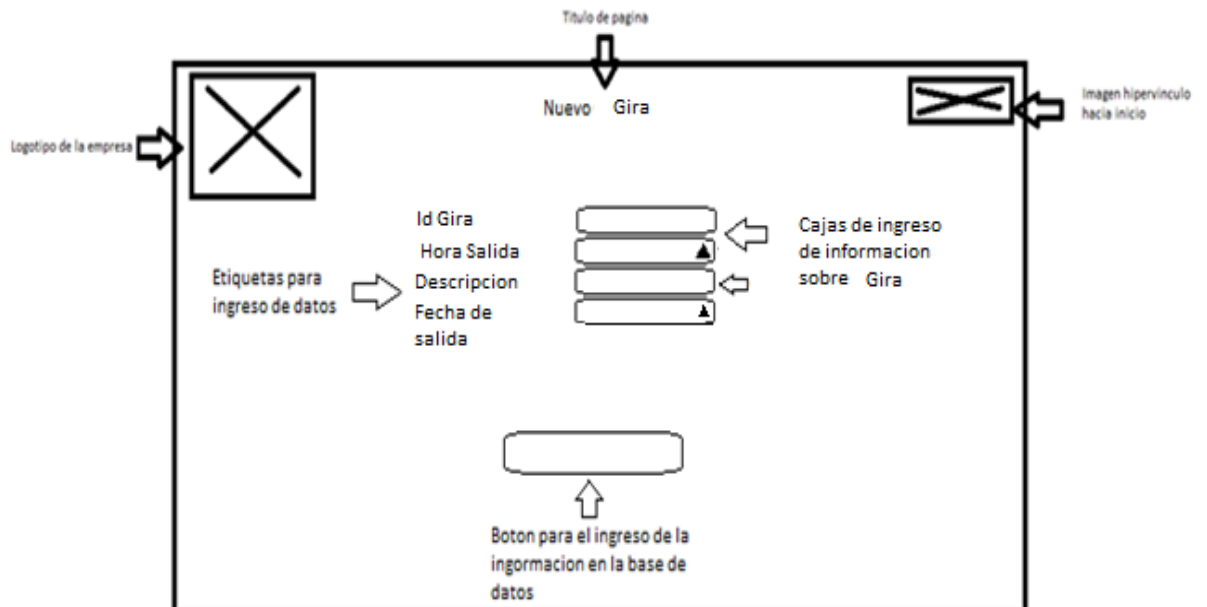 Titulo de pagina
Nuevo Gira
Imagen hipervinculo
hacia inicio
Logotipo de la empresa
Id Gira
Hora Salida
Descripcion
Fecha de
salida
Etiquetas para
ingreso de datos
Cajas de ingreso
de informacion
sobre Gira
Boton para el ingreso de la
ingormacion en la base de
datos